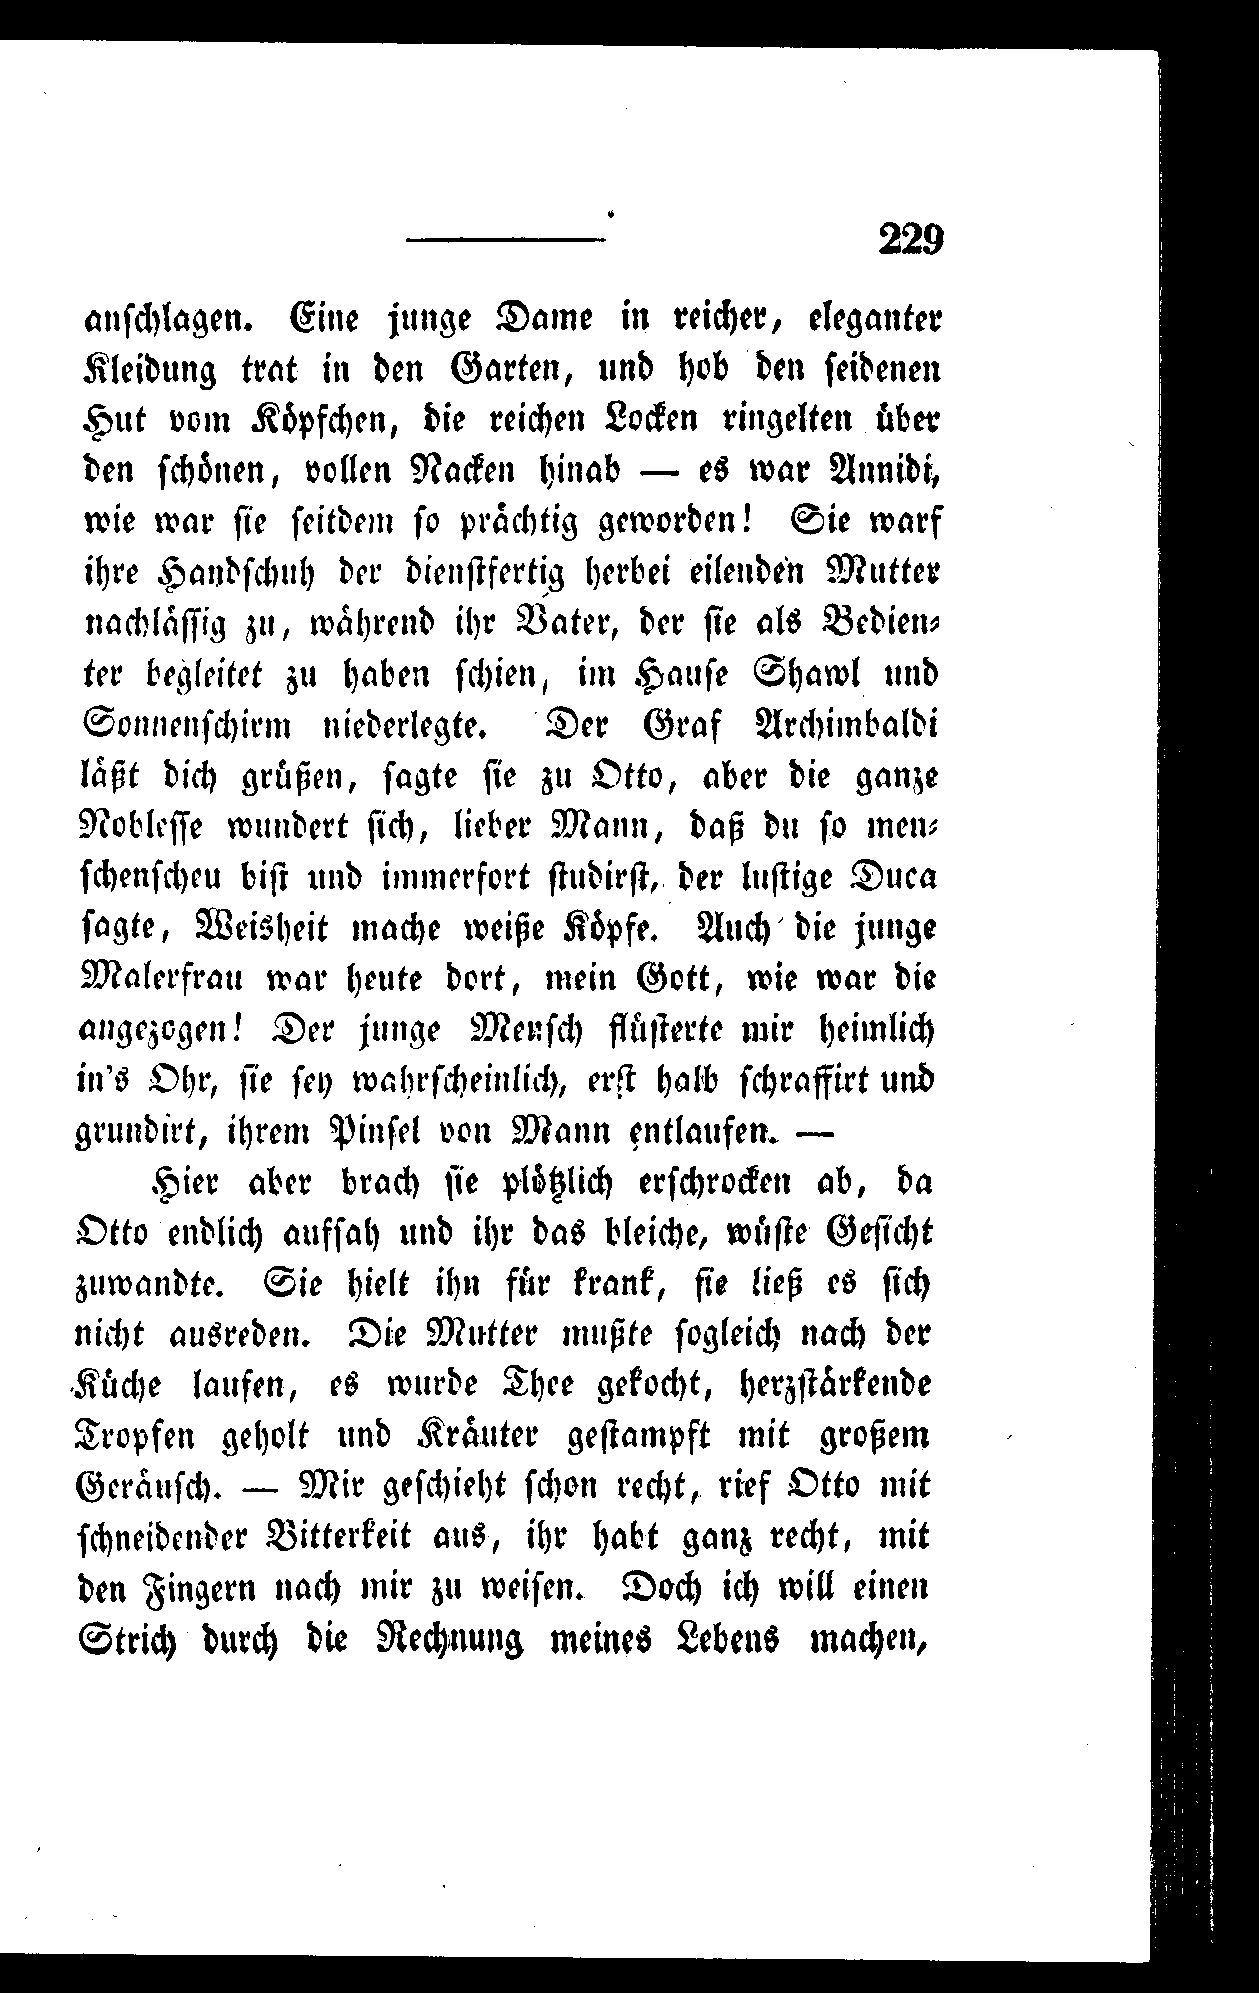 229
anschlagen. Eine junge Dame in reicher, eleganter
Kleidung trat in den Garten, und hob den seidenen
Hut vom Köpfchen, die reichen Locken ringelten über
den schönen, vollen Nacken hinab — es war Annidi,
wie war sie seitdem so prächtig geworden! Sie warf
ihre Handschuh der dienstfertig herbei eilenden Mutter
nachlässig zu, während ihr Vater, der sie als Bedien-
ter begleitet zu haben schien, im Hause Shawl und
Sonnenschirm niederlegte. Der Graf Archimbaldi
läßt dich grüßen, sagte sie zu Otto, aber die ganze
Noblesse wundert sich, lieber Mann, daß du so men-
schenscheu bist und immerfort studirst, der lustige Duca
sagte, Weisheit mache weiße Köpfe. Auch die junge
Malerfrau war heute dort, mein Gott, wie war die
angezogen! Der junge Mensch flüsterte mir heimlich
in's Ohr, sie sey wahrscheinlich, erst halb schraffirt und
grundirt, ihrem Pinsel von Mann entlaufen. —
Hier aber brach sie plötzlich erschrocken ab, da
Otto endlich aufsah und ihr das bleiche, wüste Gesicht
zuwandte. Sie hielt ihn für krank, sie ließ es sich
nicht ausreden. Die Mutter mußte sogleich nach der
Küche laufen, es wurde Thee gekocht, herzstärkende
Tropfen geholt und Kräuter gestampft mit großem
Geräusch. — Mir geschieht schon recht, rief Otto mit
schneidender Bitterkeit aus, ihr habt ganz recht, mit
den Fingern nach mir zu weisen. Doch ich will einen
Strich durch die Rechnung meines Lebens machen,